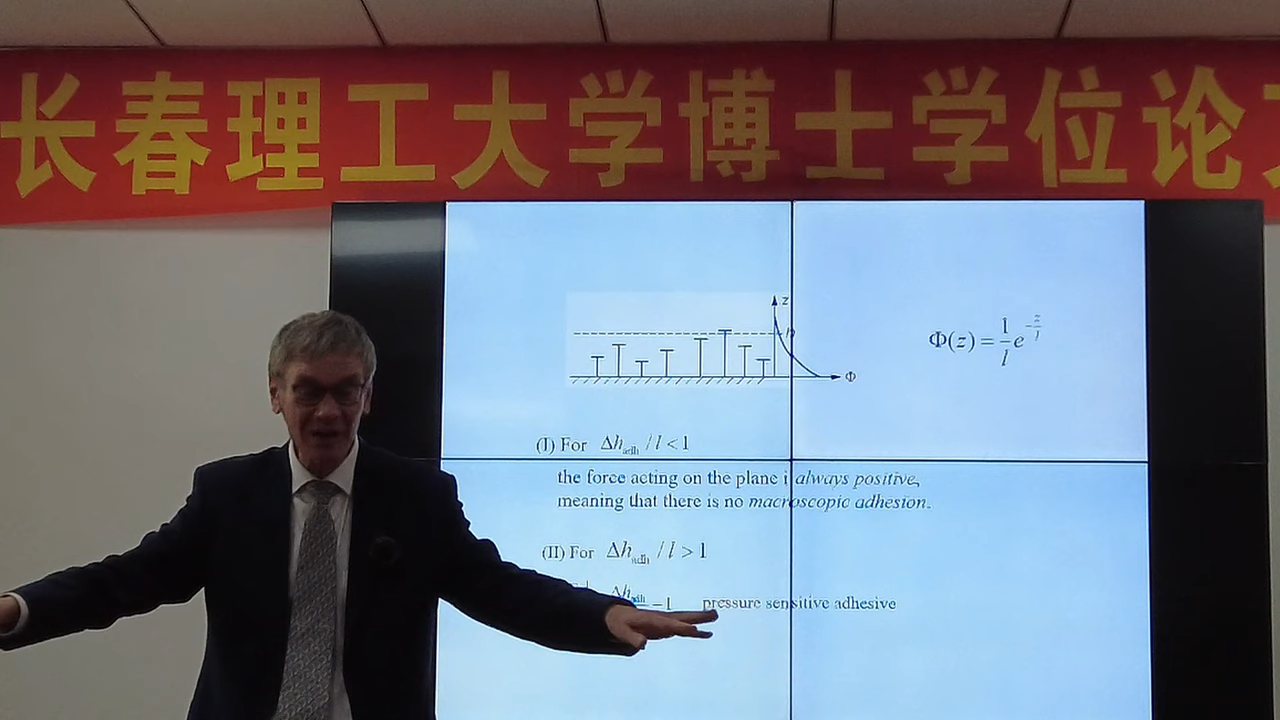 长春理工大学博士学位论
z
h
Φ
Φ(z) = 1/l e^(-z/l)
(I) For Δh_adh / l < 1
the force acting on the plane i always positive,
meaning that there is no macroscopic adhesion.
(II) For Δh_adh / l > 1
Δh_adh −1 pressure sensitive adhesive